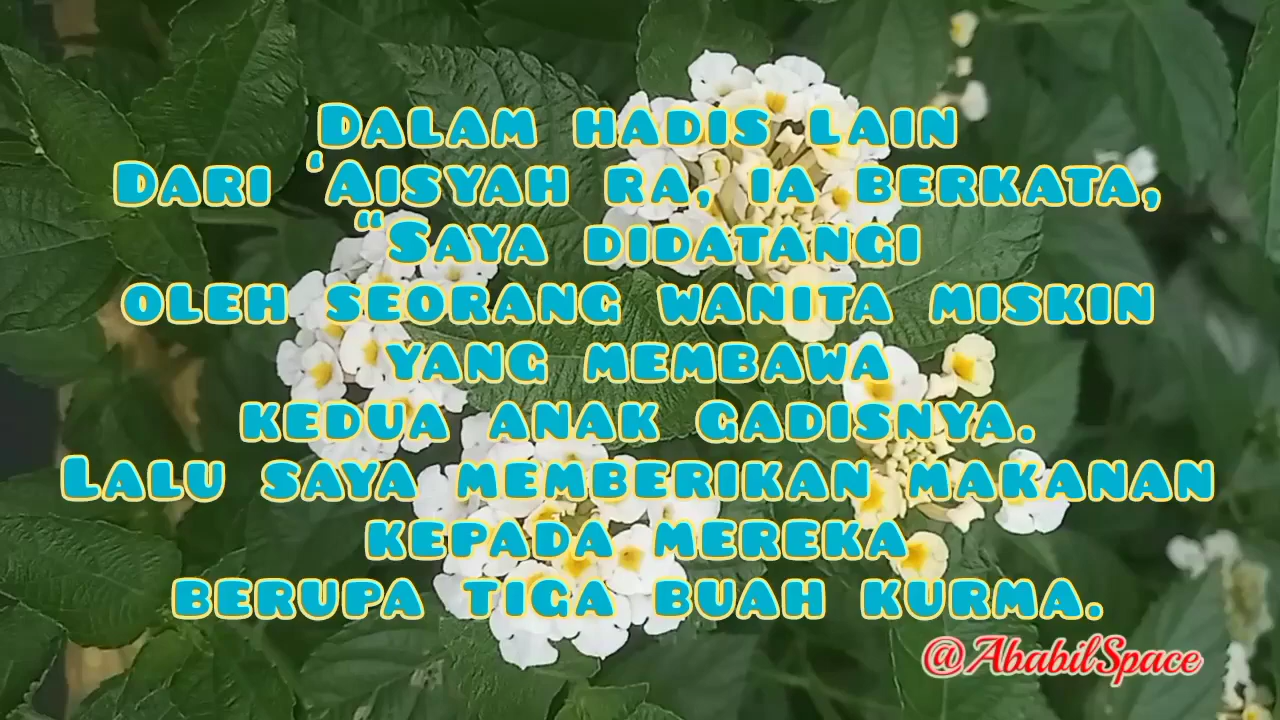 Dalam hadis lain
Dari ‘Aisyah ra, ia berkata,
“Saya didatangi
oleh seorang wanita miskin
yang membawa
kedua anak gadisnya.
Lalu saya memberikan makanan
kepada mereka
berupa tiga buah kurma.
@AbabilSpace